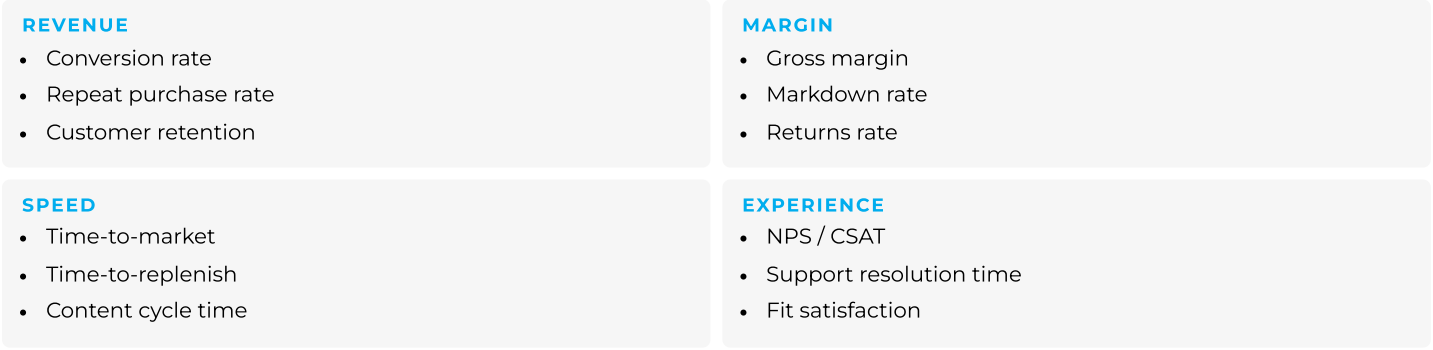 REVENUE
• Conversion rate
• Repeat purchase rate
• Customer retention
MARGIN
• Gross margin
• Markdown rate
• Returns rate
SPEED
• Time-to-market
• Time-to-replenish
• Content cycle time
EXPERIENCE
• NPS / CSAT
• Support resolution time
• Fit satisfaction